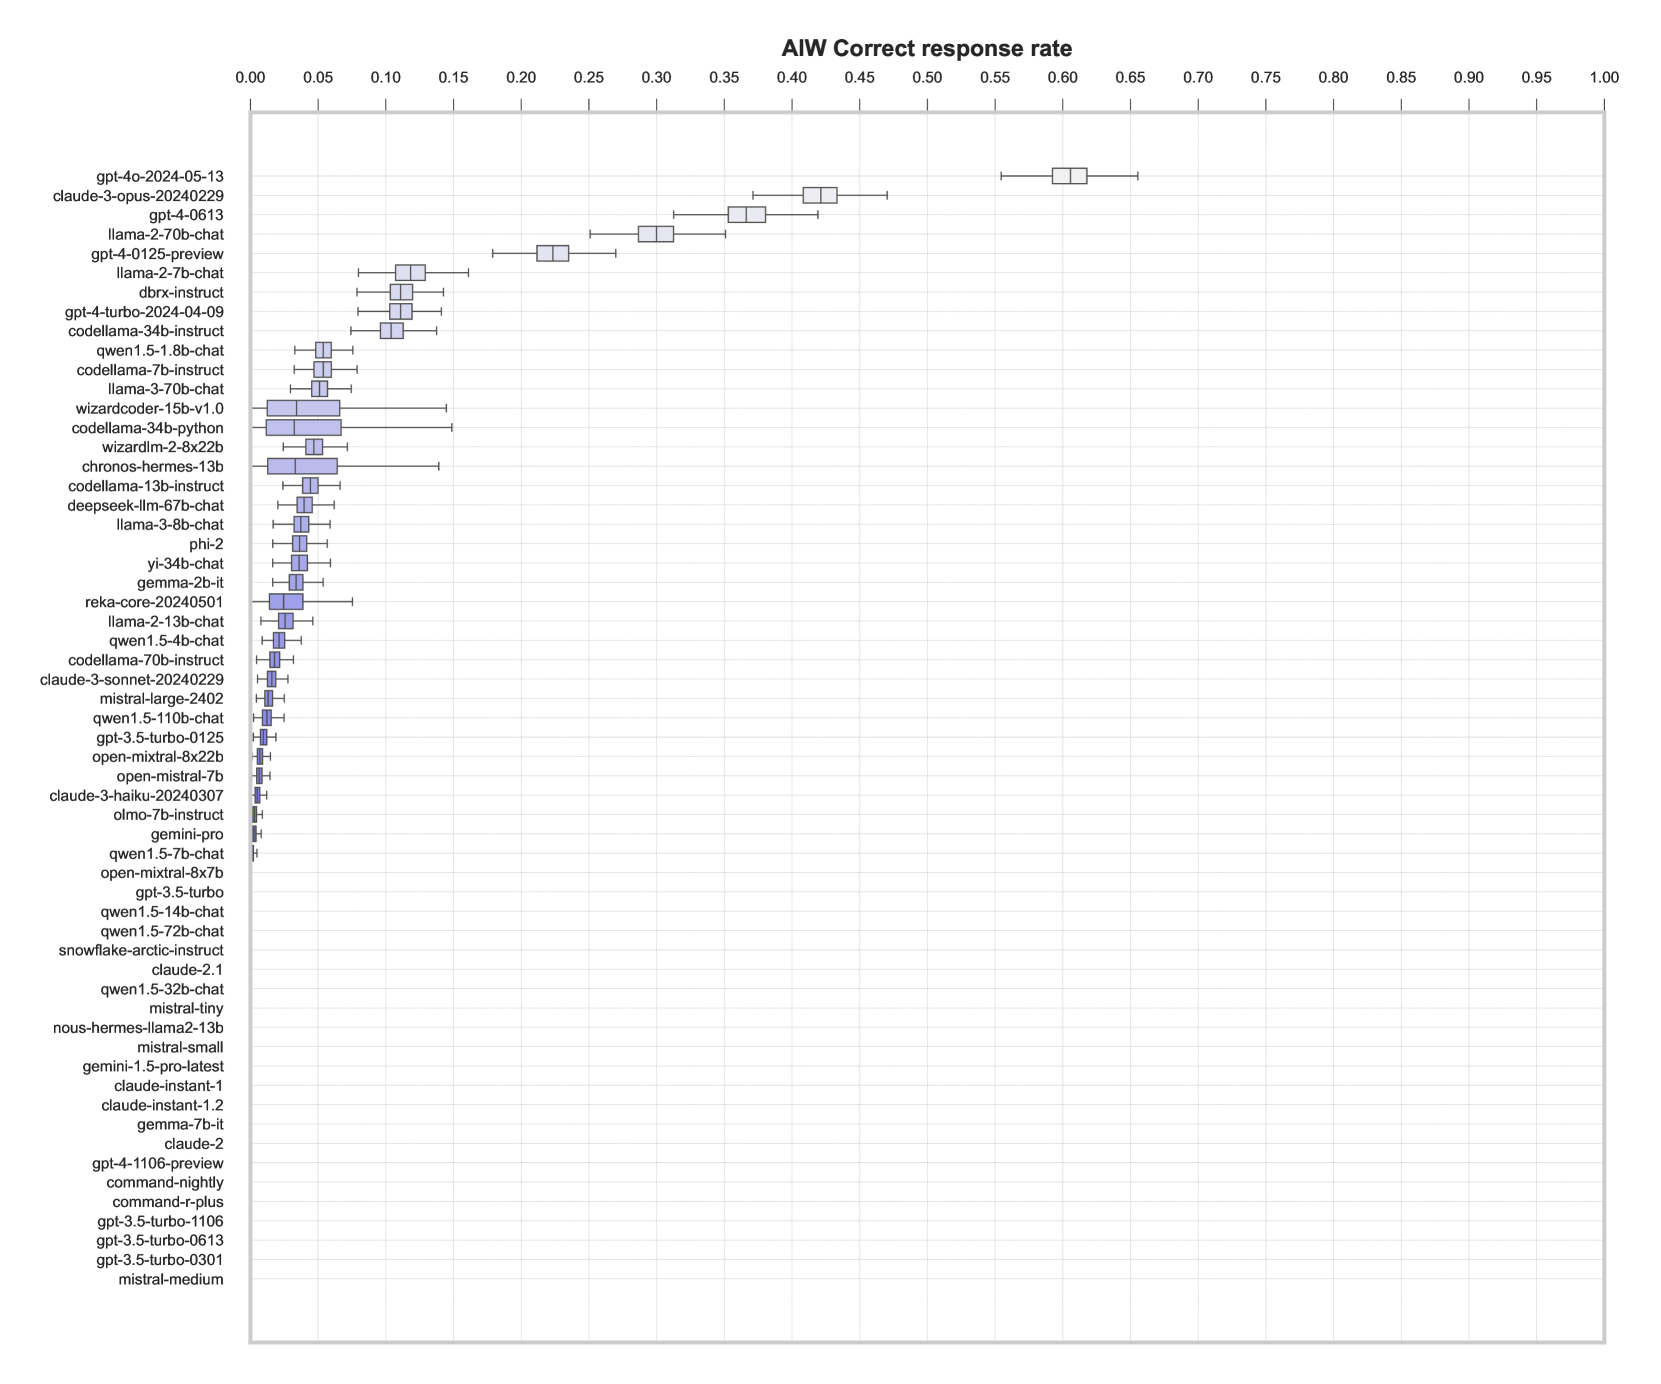 AIW Correct response rate
0.00 0.05 0.10 0.15 0.20 0.25 0.30 0.35 0.40 0.45 0.50 0.55 0.60 0.65 0.70 0.75 0.80 0.85 0.90 0.95 1.00
gpt-4o-2024-05-13
claude-3-opus-20240229
gpt-4-0613
llama-2-70b-chat
gpt-4-0125-preview
llama-2-7b-chat
dbrx-instruct
gpt-4-turbo-2024-04-09
codellama-34b-instruct
qwen1.5-1.8b-chat
codellama-7b-instruct
llama-3-70b-chat
wizardcoder-15b-v1.0
codellama-34b-python
wizardlm-2-8x22b
chronos-hermes-13b
codellama-13b-instruct
deepseek-llm-67b-chat
llama-3-8b-chat
phi-2
yi-34b-chat
gemma-2b-it
reka-core-20240501
llama-2-13b-chat
qwen1.5-4b-chat
codellama-70b-instruct
claude-3-sonnet-20240229
mistral-large-2402
qwen1.5-110b-chat
gpt-3.5-turbo-0125
open-mixtral-8x22b
open-mistral-7b
claude-3-haiku-20240307
olmo-7b-instruct
gemini-pro
qwen1.5-7b-chat
open-mixtral-8x7b
gpt-3.5-turbo
qwen1.5-14b-chat
qwen1.5-72b-chat
snowflake-arctic-instruct
claude-2.1
qwen1.5-32b-chat
mistral-tiny
nous-hermes-llama2-13b
mistral-small
gemini-1.5-pro-latest
claude-instant-1
claude-instant-1.2
gemma-7b-it
claude-2
gpt-4-1106-preview
command-nightly
command-r-plus
gpt-3.5-turbo-1106
gpt-3.5-turbo-0613
gpt-3.5-turbo-0301
mistral-medium